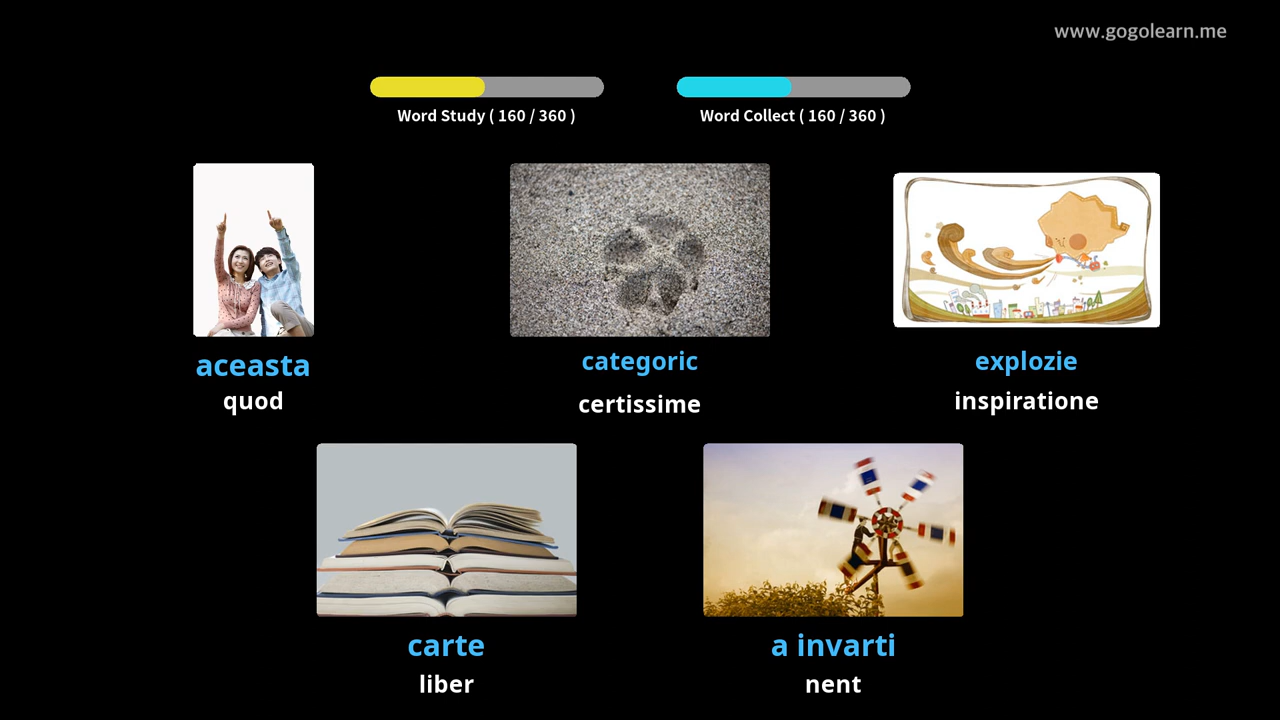 www.gogolearn.me
Word Study ( 160 / 360 )
Word Collect ( 160 / 360 )
aceasta
quod
categoric
certissime
explozie
inspiratione
carte
liber
a invarti
nent